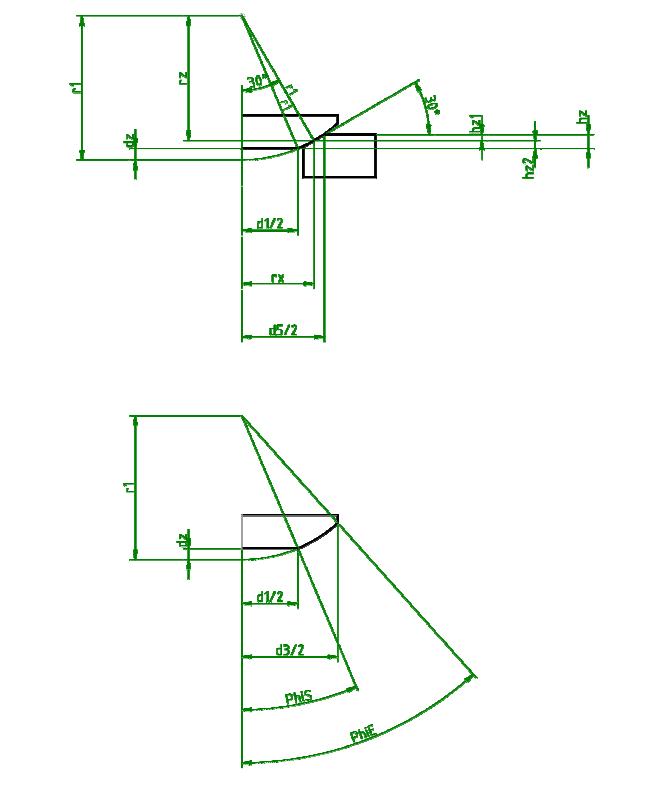 r1
rz
30°
r1
r1
30°
dz
hz1
hz
hz2
d1/2
rx
d5/2
r1
dz
d1/2
d3/2
PhiS
PhiE